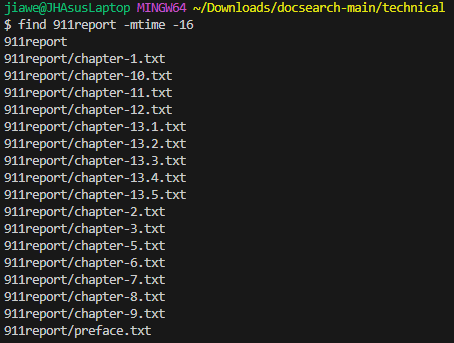 jiawe@JHAsusLaptop MINGW64 ~/Downloads/docsearch-main/technical
$ find 911report -mtime -16
911report
911report/chapter-1.txt
911report/chapter-10.txt
911report/chapter-11.txt
911report/chapter-12.txt
911report/chapter-13.1.txt
911report/chapter-13.2.txt
911report/chapter-13.3.txt
911report/chapter-13.4.txt
911report/chapter-13.5.txt
911report/chapter-2.txt
911report/chapter-3.txt
911report/chapter-5.txt
911report/chapter-6.txt
911report/chapter-7.txt
911report/chapter-8.txt
911report/chapter-9.txt
911report/preface.txt